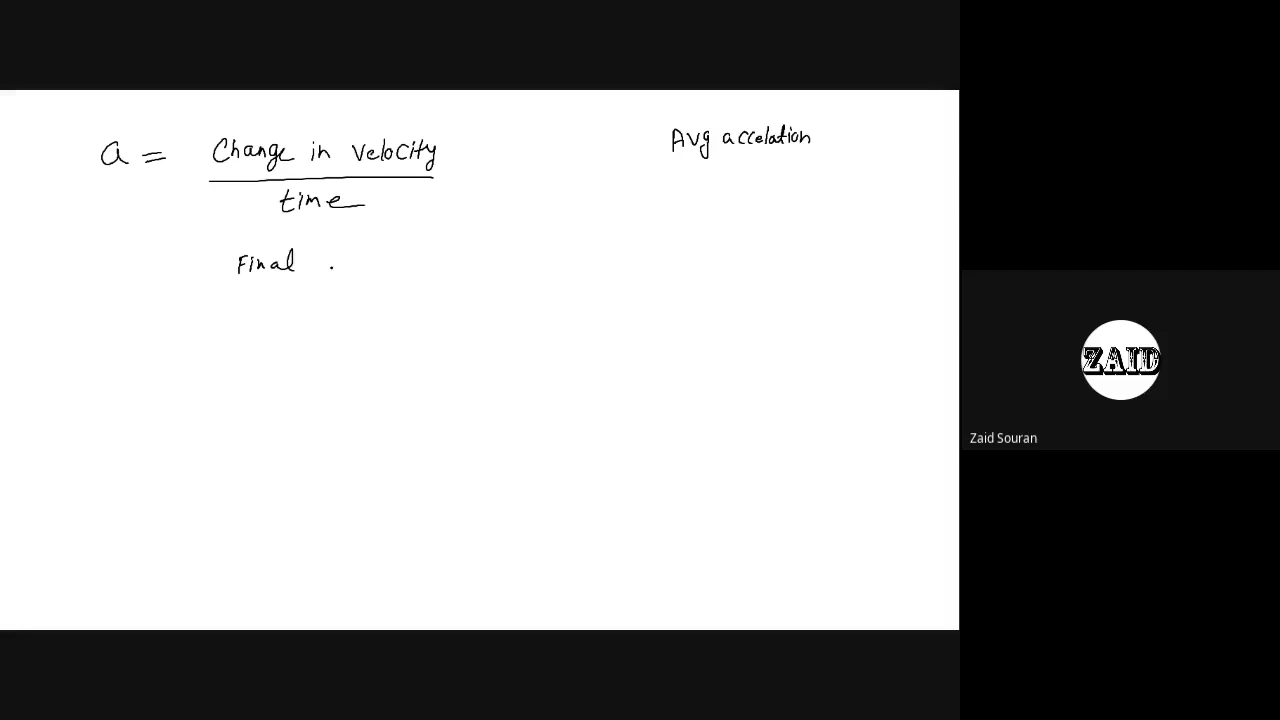 a = Change in velocity
time
Final .
Avg accelation
ZAID
Zaid Souran